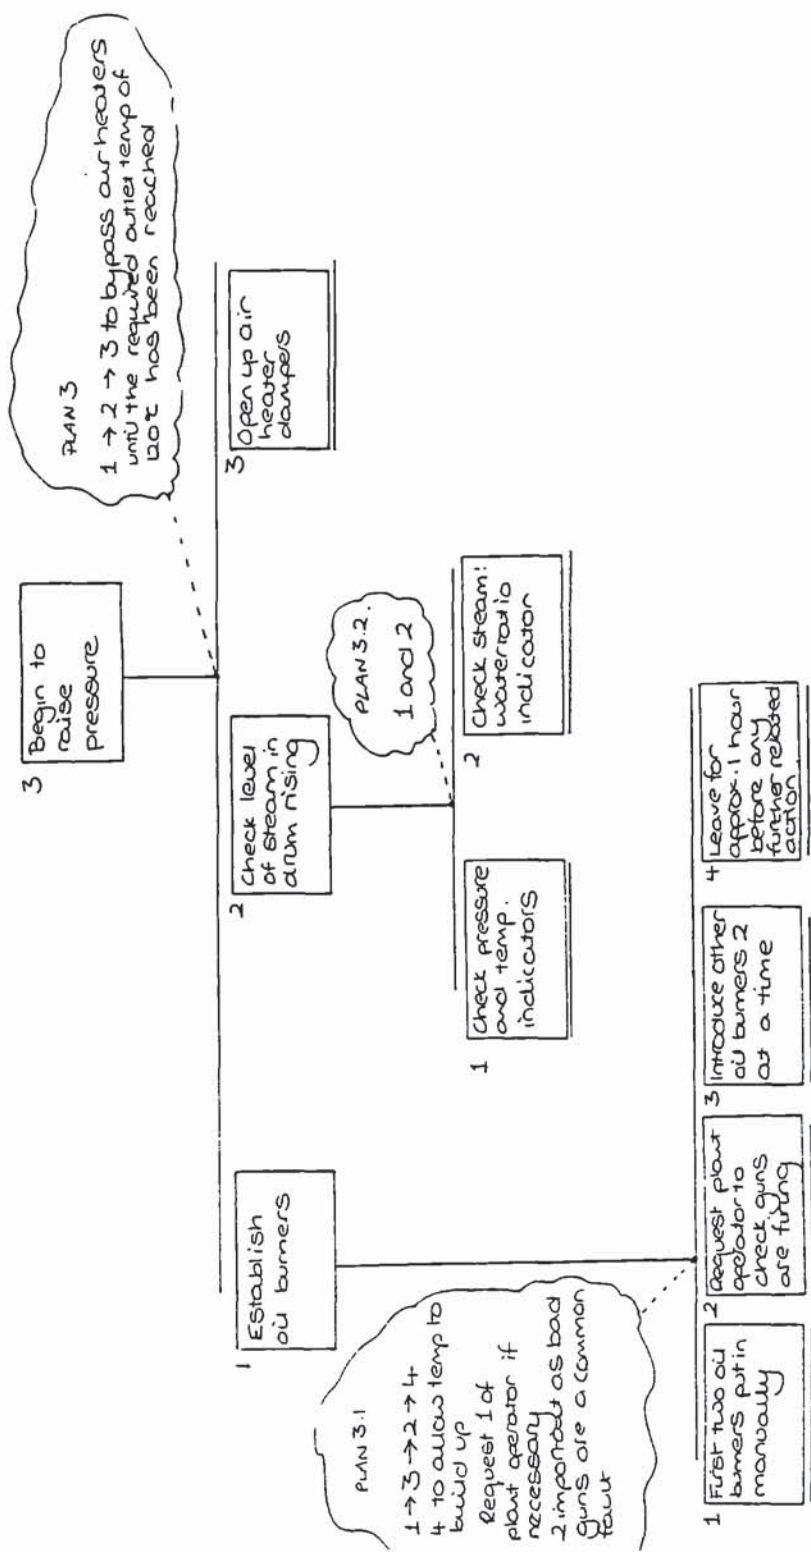 3
Begin to
raise
pressure
PLAN 3
1 → 2 → 3 to bypass air heaters
until the required outlet temp of
120°C has been reached
1
Establish
oil burners
2
Check level
of steam in
drum rising
3
Open up air
heater
dampers
PLAN 3.1
1 → 3 → 2 → 4
4 to allow temp to
build up
Request 1 of
plant operator if
necessary
2 important as bad
guns are a common
fault
PLAN 3.2.
1 and 2
1
Check pressure
and temp.
indicators
2
Check steam:
water ratio
indicator
1
First two oil
burners put in
manually
2
Request plant
operator to
check guns
are firing
3
Introduce other
oil burners 2
at a time
4
Leave for
approx. 1 hour
before any
further related
action